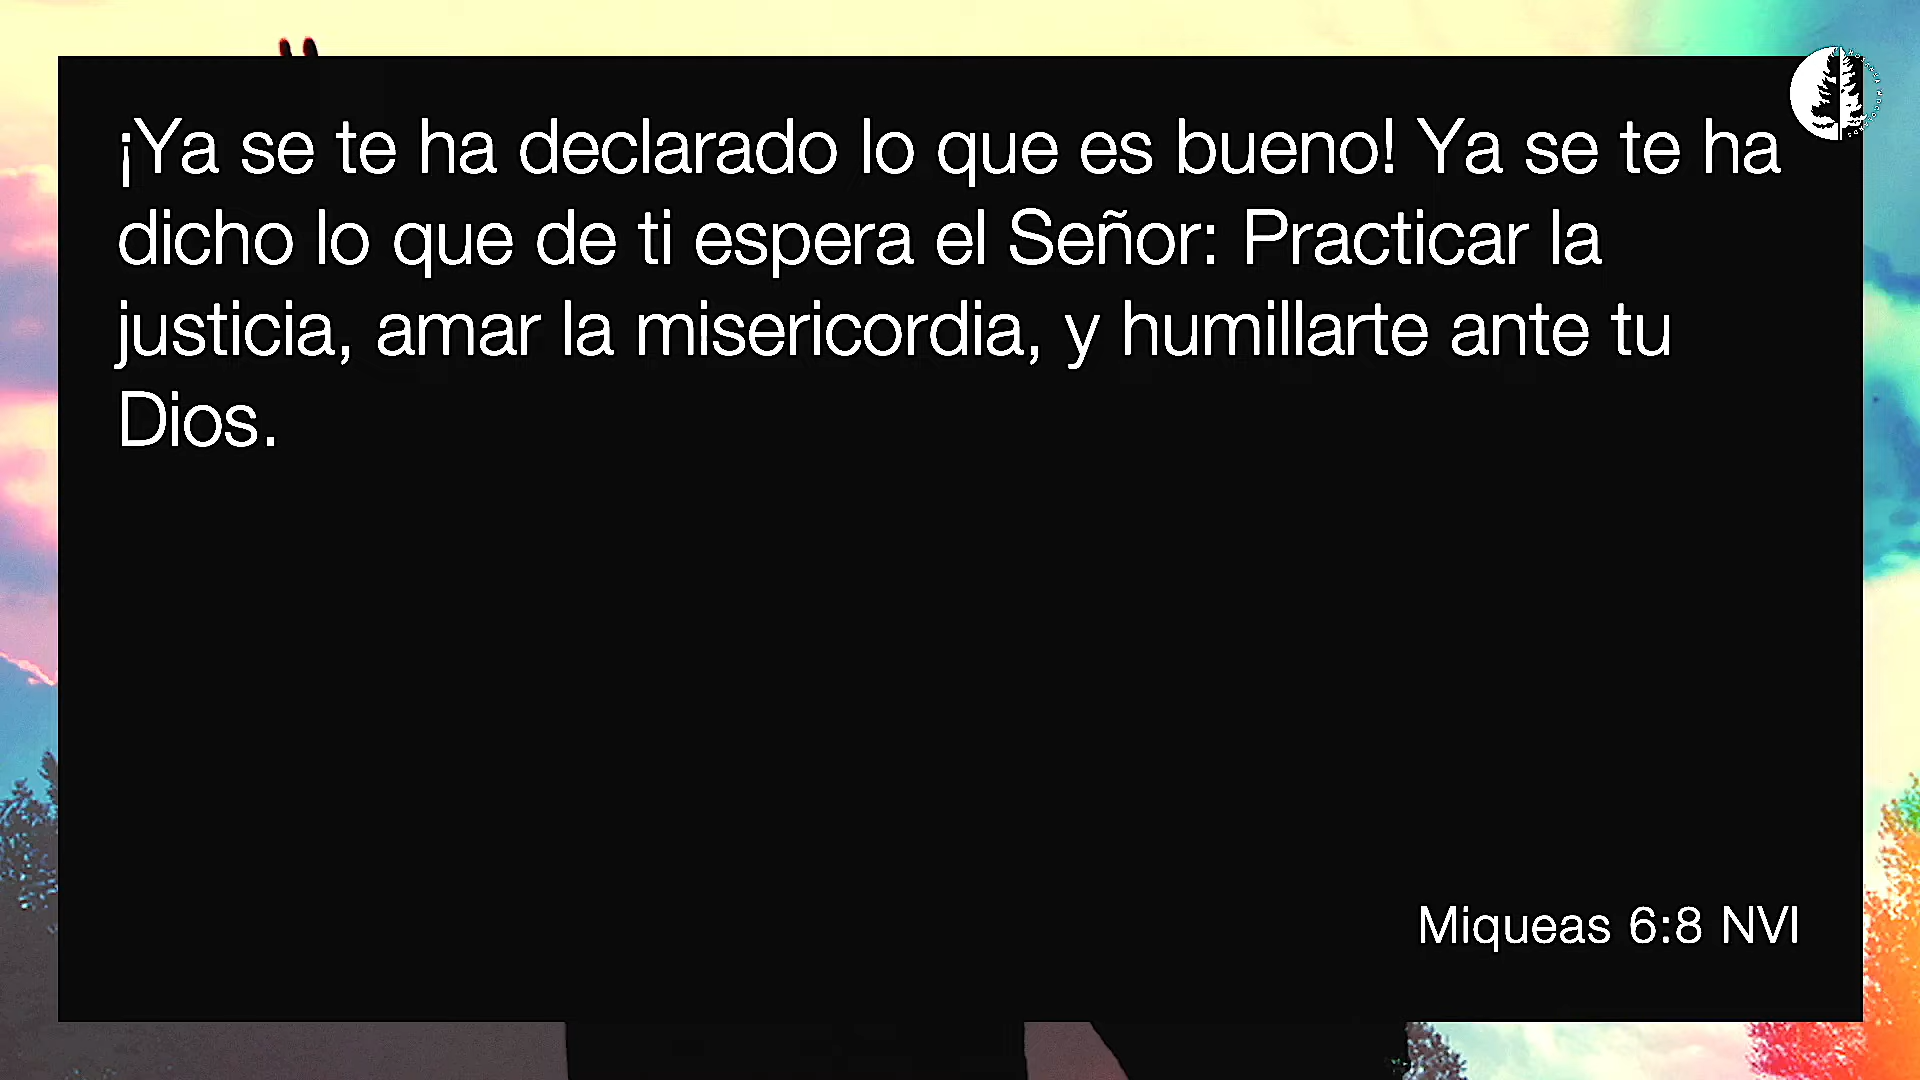 ¡Ya se te ha declarado lo que es bueno! Ya se te ha
dicho lo que de ti espera el Señor: Practicar la
justicia, amar la misericordia, y humillarte ante tu
Dios.
Miqueas 6:8 NVI